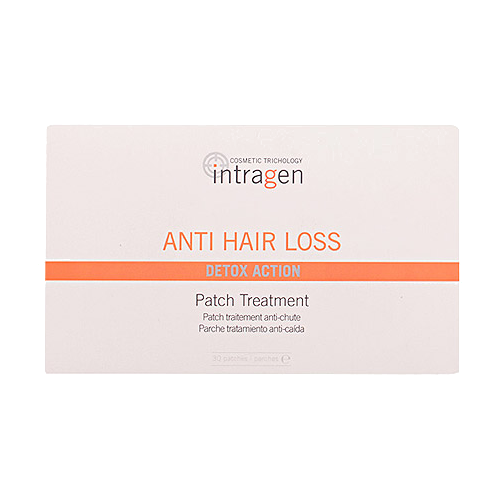 COSMETIC TRICHOLOGY
intragen
ANTI HAIR LOSS
DETOX ACTION
Patch Treatment
Patch traitement anti-chute
Parche tratamiento anti-caída
30 patches / parches ℮